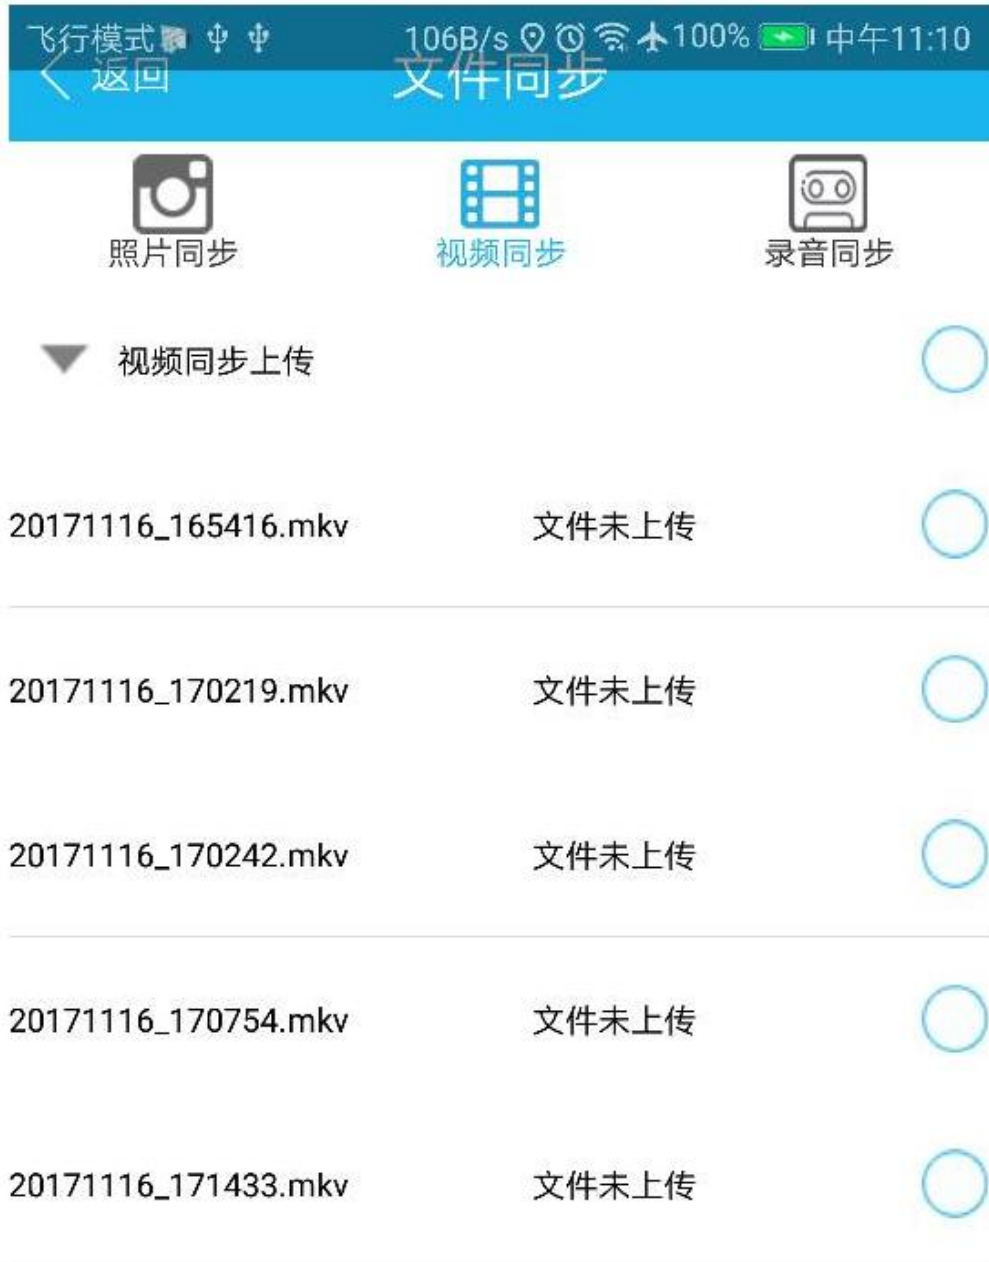 飞行模式 106B/s 100% 中午11:10
返回 文件同步
照片同步 视频同步 录音同步
视频同步上传
20171116_165416.mkv 文件未上传
20171116_170219.mkv 文件未上传
20171116_170242.mkv 文件未上传
20171116_170754.mkv 文件未上传
20171116_171433.mkv 文件未上传